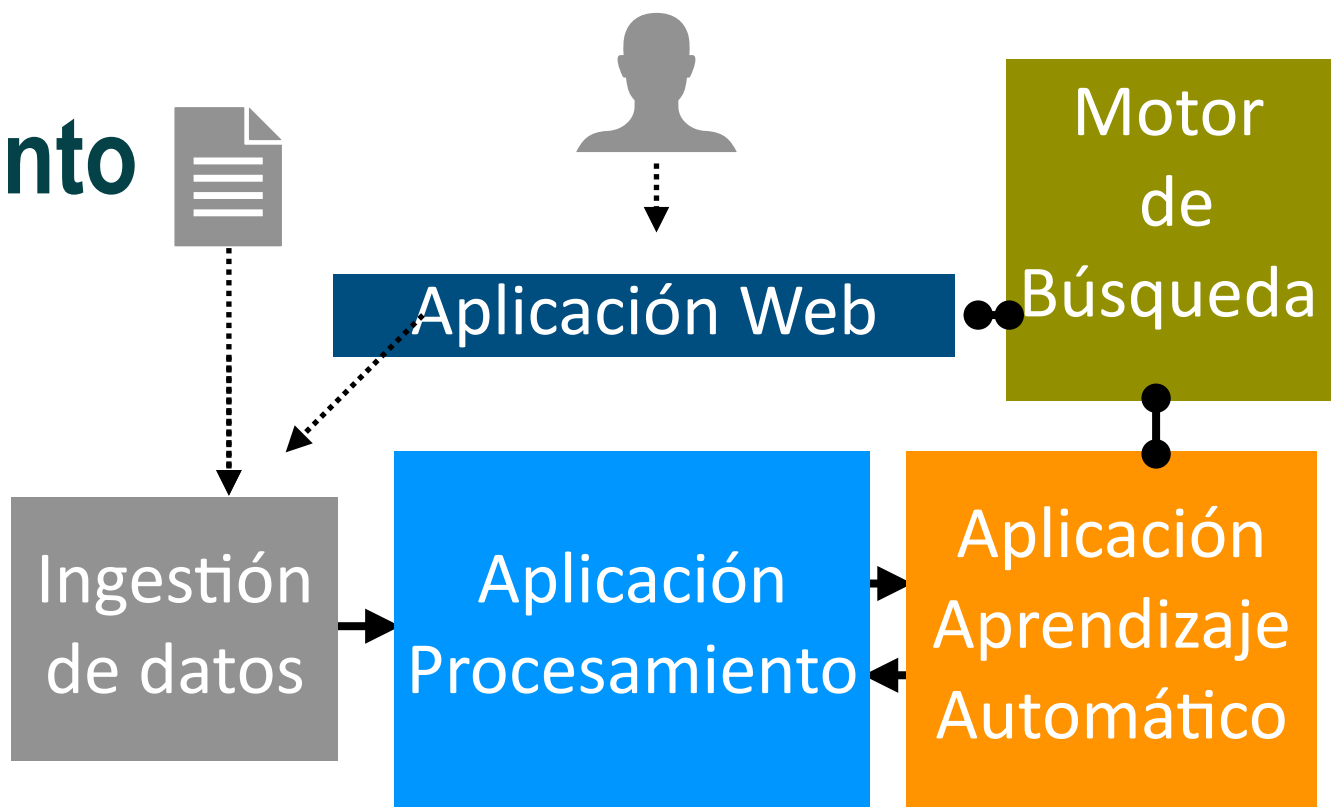 nto
Aplicación Web
Motor
de
Búsqueda
Ingestión
de datos
Aplicación
Procesamiento
Aplicación
Aprendizaje
Automático